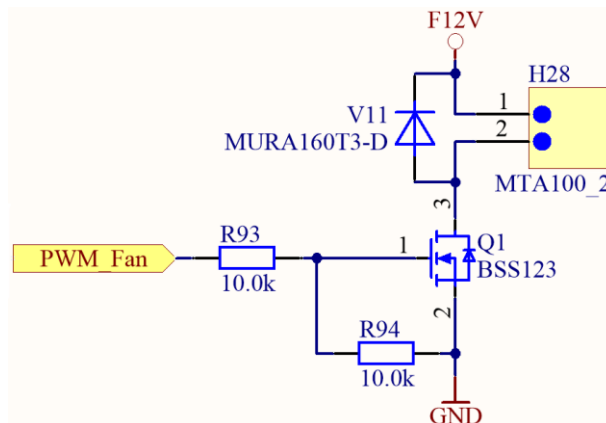 F12V
H28
1
V11
2
MURA160T3-D
MTA100_2
3
R93
1
Q1
PWM_Fan
BSS123
10.0k
2
R94
10.0k
GND